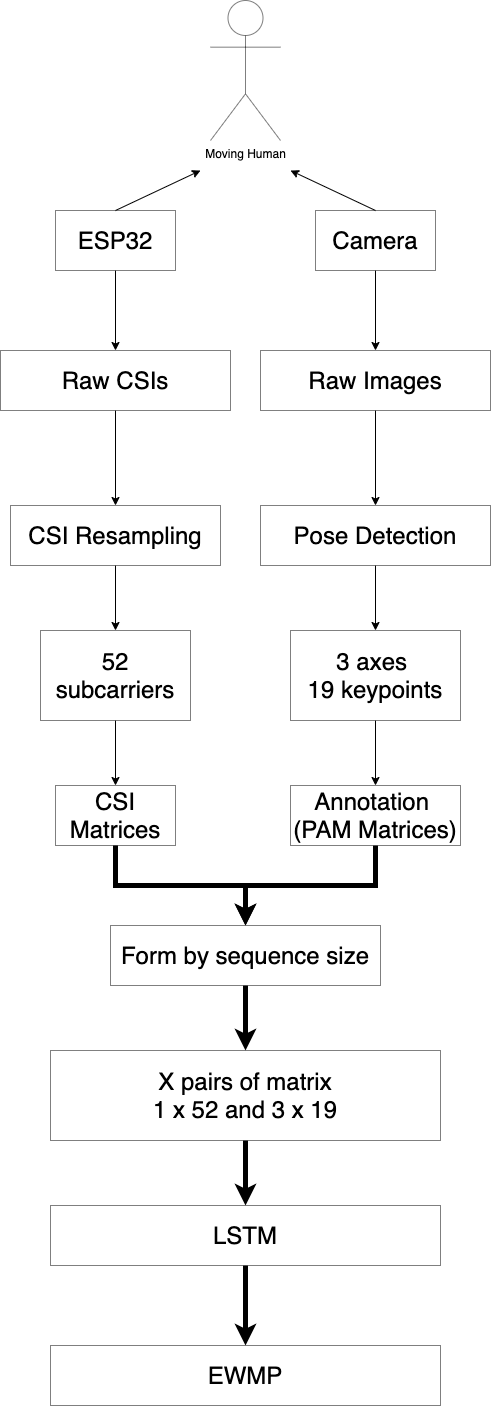 Moving Human
ESP32
Camera
Raw CSIs
Raw Images
CSI Resampling
Pose Detection
52
subcarriers
3 axes
19 keypoints
CSI
Matrices
Annotation
(PAM Matrices)
Form by sequence size
X pairs of matrix
1 x 52 and 3 x 19
LSTM
EWMP